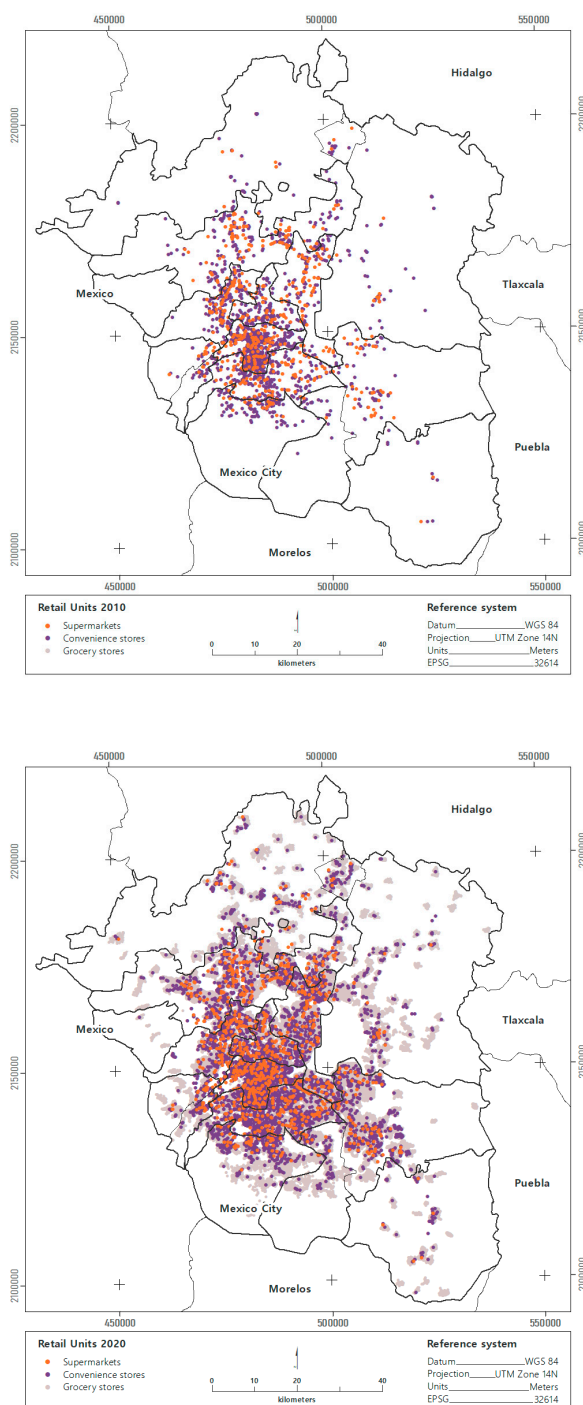 450000 500000 550000
Hidalgo
2200000 2200000
Tlaxcala
Mexico
2150000 2150000
Puebla
Mexico City
2100000 2100000
Morelos
450000 500000 550000
Retail Units 2010
Supermarkets
Convenience stores
Grocery stores
0 10 20 40
kilometers
Reference system
Datum WGS 84
Projection UTM Zone 14N
Units Meters
EPSG 32614
450000 500000 550000
Hidalgo
2200000 2200000
Tlaxcala
Mexico
2150000 2150000
Puebla
Mexico City
2100000 2100000
Morelos
450000 500000 550000
Retail Units 2020
Supermarkets
Convenience stores
Grocery stores
0 10 20 40
kilometers
Reference system
Datum WGS 84
Projection UTM Zone 14N
Units Meters
EPSG 32614